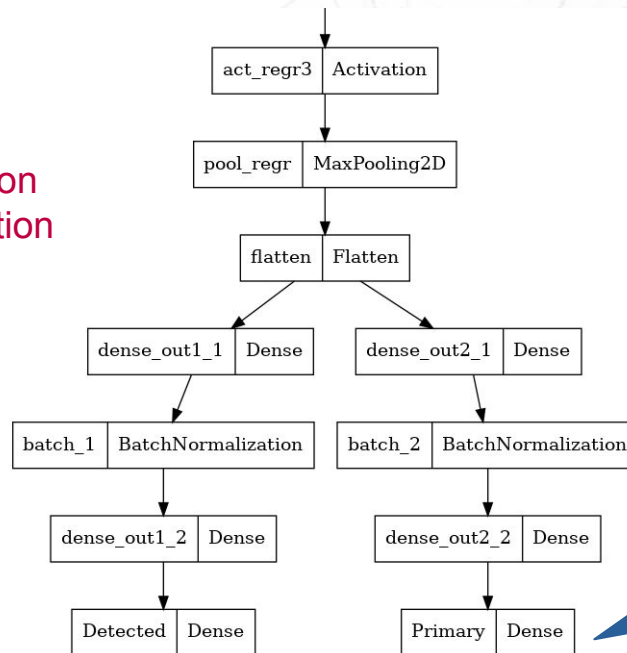 act_regr3 Activation
pool_regr MaxPooling2D
on
tion
flatten Flatten
dense_out1_1 Dense dense_out2_1 Dense
batch_1 BatchNormalization batch_2 BatchNormalization
dense_out1_2 Dense dense_out2_2 Dense
Detected Dense Primary Dense